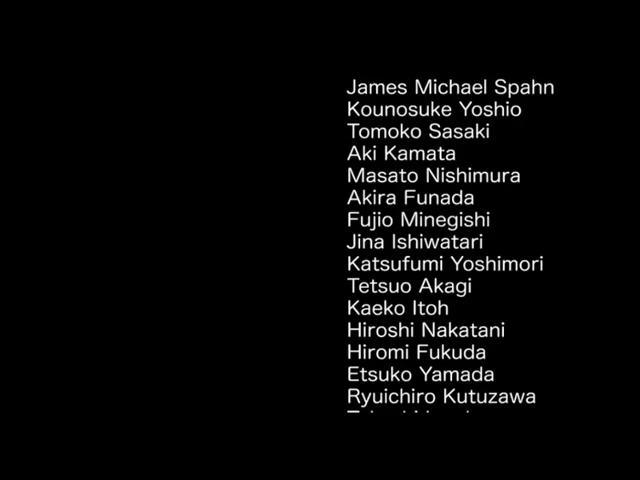 James Michael Spahn
Kounosuke Yoshio
Tomoko Sasaki
Aki Kamata
Masato Nishimura
Akira Funada
Fujio Minegishi
Jina Ishiwatari
Katsufumi Yoshimori
Tetsuo Akagi
Kaeko Itoh
Hiroshi Nakatani
Hiromi Fukuda
Etsuko Yamada
Ryuichiro Kutuzawa